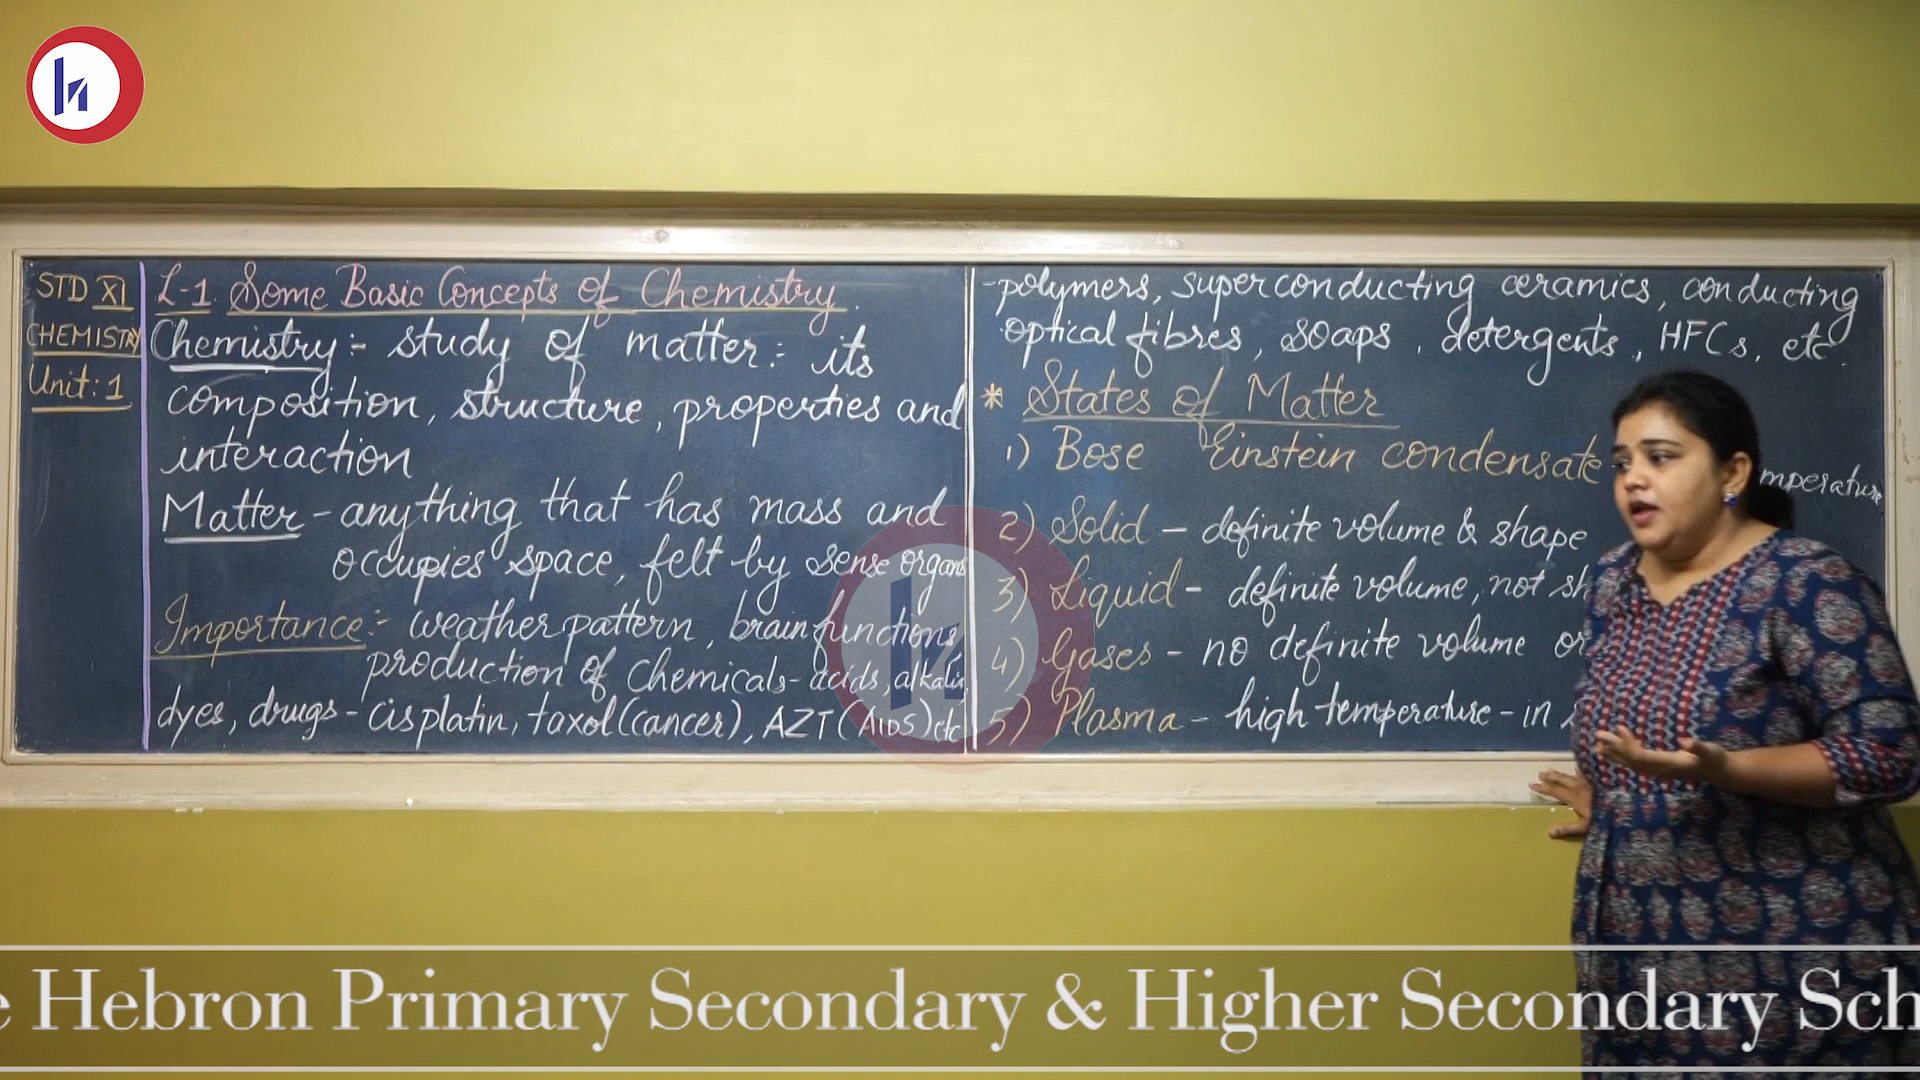 STD XI
CHEMISTRY
Unit: 1
L-1 Some Basic Concepts of Chemistry.
Chemistry:- study of matter: its
composition, structure, properties and
interaction
Matter - anything that has mass and
occupies space, felt by sense organs
Importance:- weather pattern, brain functions,
production of chemicals - acids, alkalis,
dyes, drugs - cisplatin, taxol (cancer), AZT (AIDS) etc
- polymers, superconducting ceramics, conducting
optical fibres, soaps, detergents, HFCs, etc.
* States of Matter
1) Bose Einstein condensate mperature
2) Solid - definite volume & shape
3) Liquid - definite volume, not sh
4) Gases - no definite volume or
5) Plasma - high temperature - in
e Hebron Primary Secondary & Higher Secondary Sch